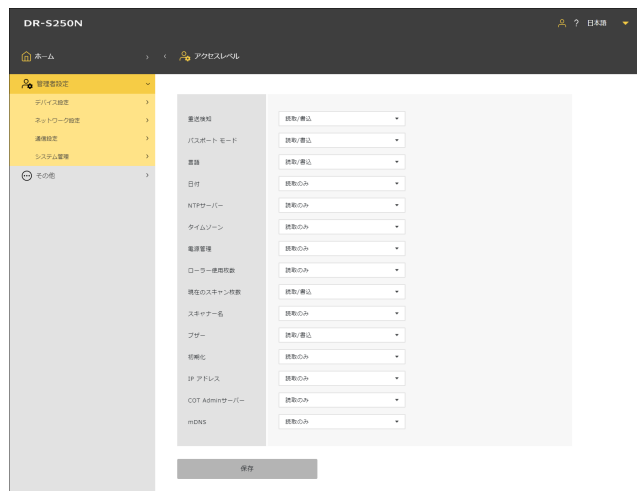 DR-S250N
? 日本語
ホーム
アクセスレベル
管理者設定
デバイス設定
ネットワーク設定
通信設定
システム管理
その他
重送検知 読取/書込
パスポート モード 読取/書込
言語 読取/書込
日付 読取のみ
NTPサーバー 読取のみ
タイムゾーン 読取のみ
電源管理 読取のみ
ローラー使用枚数 読取のみ
現在のスキャン枚数 読取/書込
スキャナー名 読取のみ
ブザー 読取/書込
初期化 読取のみ
IP アドレス 読取のみ
COT Adminサーバー 読取のみ
mDNS 読取のみ
保存